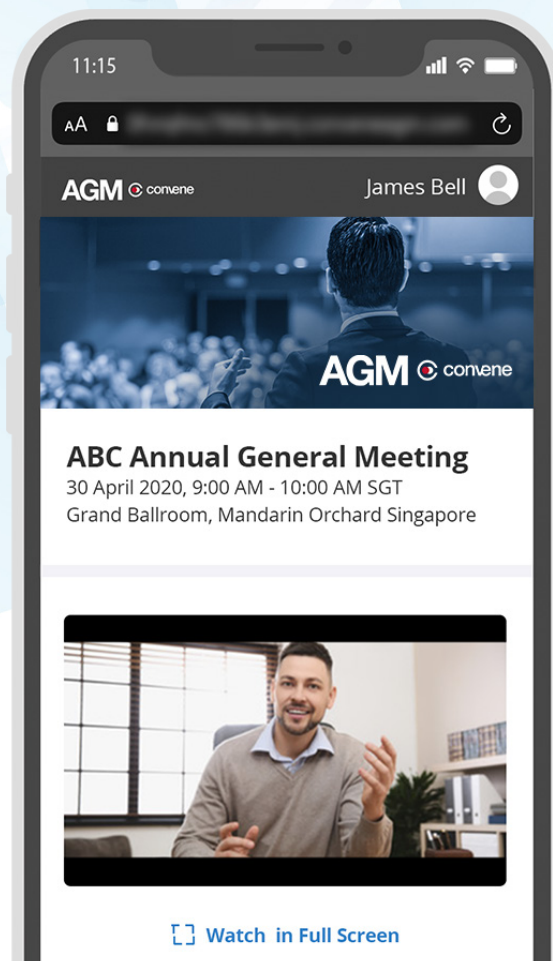 11:15
AA
AGM convene
James Bell
AGM convene
ABC Annual General Meeting
30 April 2020, 9:00 AM - 10:00 AM SGT
Grand Ballroom, Mandarin Orchard Singapore
Watch in Full Screen